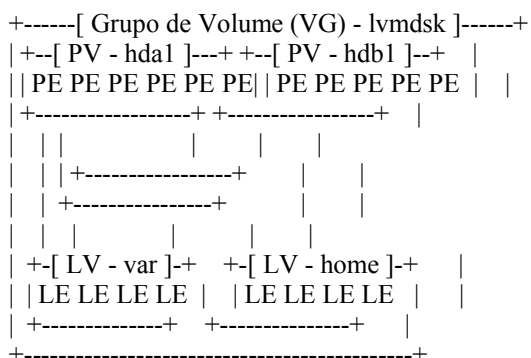 +------[ Grupo de Volume (VG) - lvmdsk ]------+
| +--[ PV - hda1 ]---+ +--[ PV - hdb1 ]--+    |
| | PE PE PE PE PE PE| | PE PE PE PE PE |  |
| +------------------+ +-----------------+    |
|    | |                    |          |         |
|    | | +-----------------+         |         |
|    | +----------------+            |         |
|    |   |              |           |         |
| +-[ LV - var ]-+   +-[ LV - home ]-+      |
| | LE LE LE LE |   | LE LE LE LE |      |
| +--------------+   +---------------+      |
+----------------------------------------------+